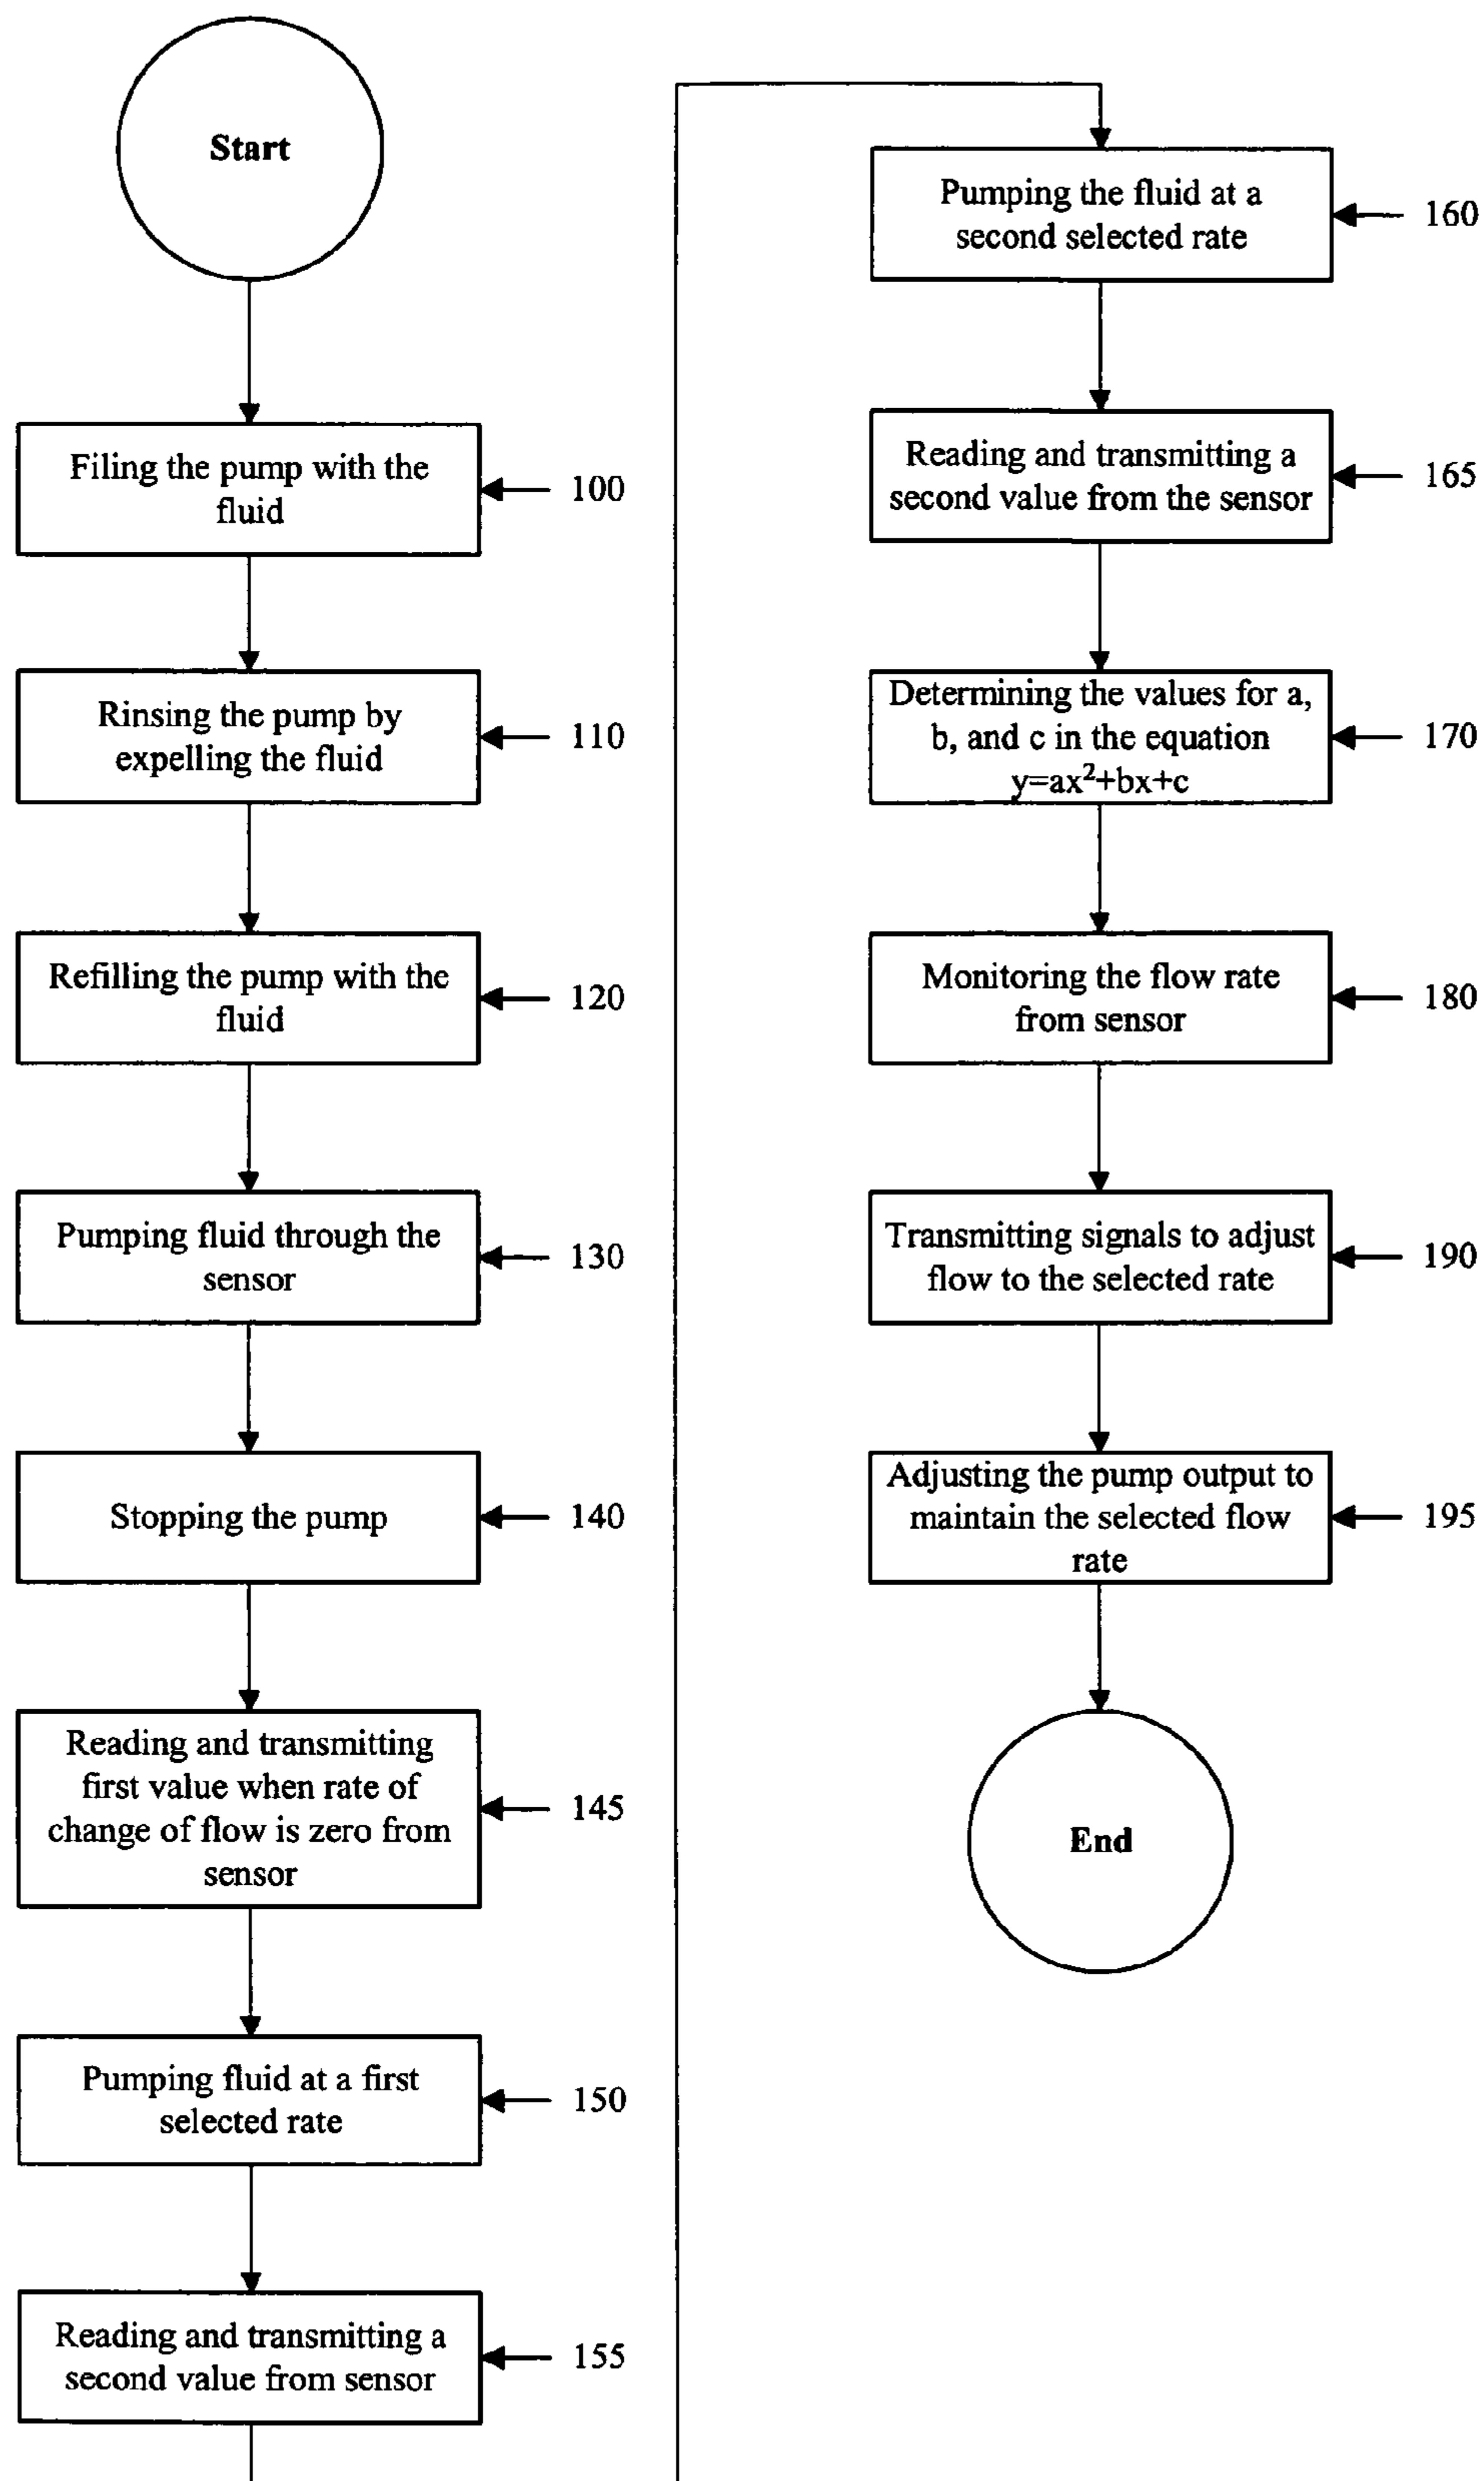 Start
Filing the pump with the
fluid
100
Rinsing the pump by
expelling the fluid
110
Refilling the pump with the
fluid
120
Pumping fluid through the
sensor
130
Stopping the pump
140
Reading and transmitting
first value when rate of
change of flow is zero from
sensor
145
Pumping fluid at a first
selected rate
150
Reading and transmitting a
second value from sensor
155
Pumping the fluid at a
second selected rate
160
Reading and transmitting a
second value from the sensor
165
Determining the values for a,
b, and c in the equation
y=ax²+bx+c
170
Monitoring the flow rate
from sensor
180
Transmitting signals to adjust
flow to the selected rate
190
Adjusting the pump output to
maintain the selected flow
rate
195
End